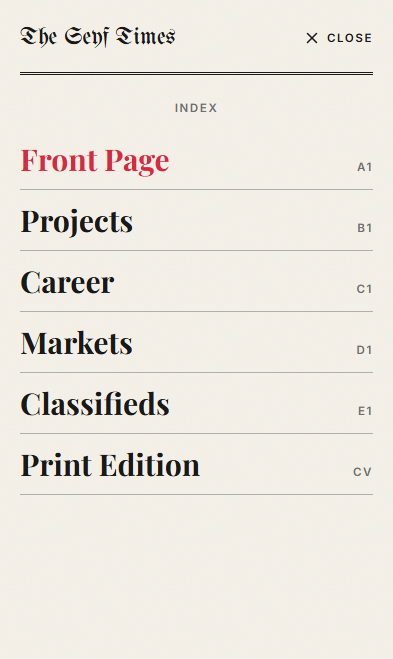 The Seyf Times
CLOSE
INDEX
Front Page A1
Projects B1
Career C1
Markets D1
Classifieds E1
Print Edition CV